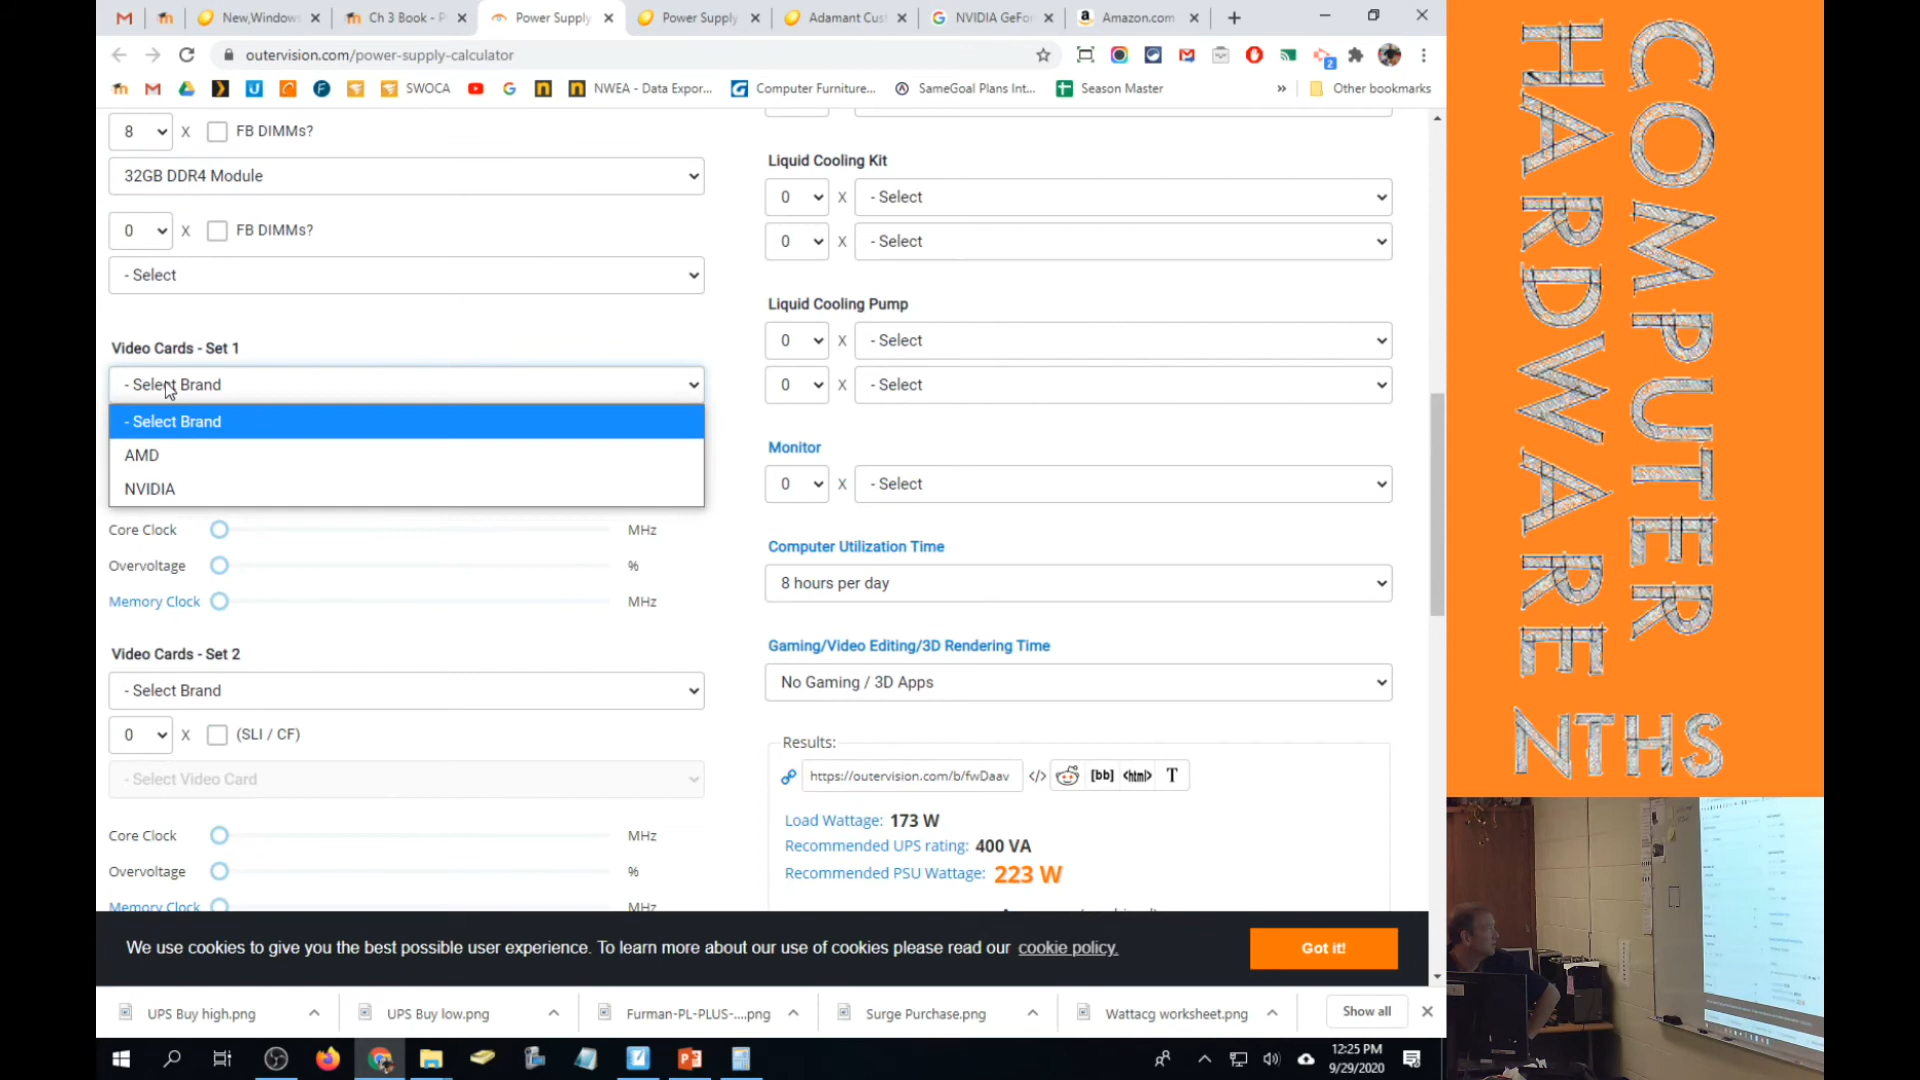 New,Windows
Ch 3 Book - P
Power Supply
Power Supply
Adamant Cus
NVIDIA GeFor
Amazon.com
outervision.com/power-supply-calculator
SWOCA
NWEA - Data Expor...
Computer Furniture...
SameGoal Plans Int...
Season Master
»
Other bookmarks
8 X FB DIMMs?
32GB DDR4 Module
0 X FB DIMMs?
- Select
Video Cards - Set 1
- Select Brand
- Select Brand
AMD
NVIDIA
Core Clock MHz
Overvoltage %
Memory Clock MHz
Video Cards - Set 2
- Select Brand
0 X (SLI / CF)
- Select Video Card
Core Clock MHz
Overvoltage %
Memory Clock MHz
Liquid Cooling Kit
0 X - Select
0 X - Select
Liquid Cooling Pump
0 X - Select
0 X - Select
Monitor
0 X - Select
Computer Utilization Time
8 hours per day
Gaming/Video Editing/3D Rendering Time
No Gaming / 3D Apps
Results:
https://outervision.com/b/fwDaav </> [bb] <html> T
Load Wattage: 173 W
Recommended UPS rating: 400 VA
Recommended PSU Wattage: 223 W
We use cookies to give you the best possible user experience. To learn more about our use of cookies please read our cookie policy.
Got it!
UPS Buy high.png
UPS Buy low.png
Furman-PL-PLUS-....png
Surge Purchase.png
Wattacg worksheet.png
Show all
12:25 PM
9/29/2020
COMPUTER
HARDWARE
NTHS